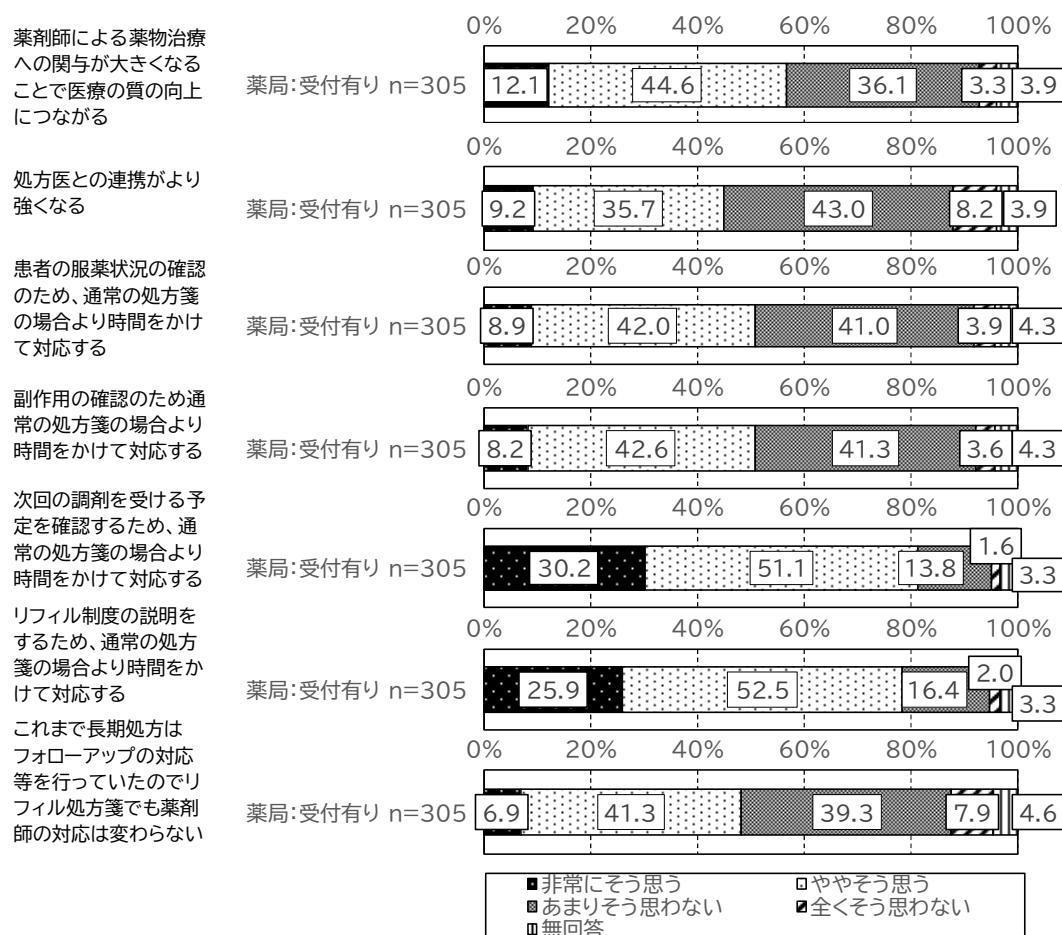 0% 20% 40% 60% 80% 100%
薬剤師による薬物治療
への関与が大きくなる
ことで医療の質の向上
につながる
薬局:受付有り n=305
12.1 44.6 36.1 3.3 3.9
0% 20% 40% 60% 80% 100%
処方医との連携がより
強くなる
薬局:受付有り n=305
9.2 35.7 43.0 8.2 3.9
0% 20% 40% 60% 80% 100%
患者の服薬状況の確認
のため、通常の処方箋
の場合より時間をかけ
て対応する
薬局:受付有り n=305
8.9 42.0 41.0 3.9 4.3
0% 20% 40% 60% 80% 100%
副作用の確認のため通
常の処方箋の場合より
時間をかけて対応する
薬局:受付有り n=305
8.2 42.6 41.3 3.6 4.3
0% 20% 40% 60% 80% 100%
次回の調剤を受ける予
定を確認するため、通
常の処方箋の場合より
時間をかけて対応する
薬局:受付有り n=305
30.2 51.1 13.8 1.6 3.3
0% 20% 40% 60% 80% 100%
リフィル制度の説明を
するため、通常の処方
箋の場合より時間をか
けて対応する
薬局:受付有り n=305
25.9 52.5 16.4 2.0 3.3
0% 20% 40% 60% 80% 100%
これまで長期処方は
フォローアップの対応
等を行っていたのでリ
フィル処方箋でも薬剤
師の対応は変わらない
薬局:受付有り n=305
6.9 41.3 39.3 7.9 4.6
非常にそう思う ややそう思う
あまりそう思わない 全くそう思わない
無回答